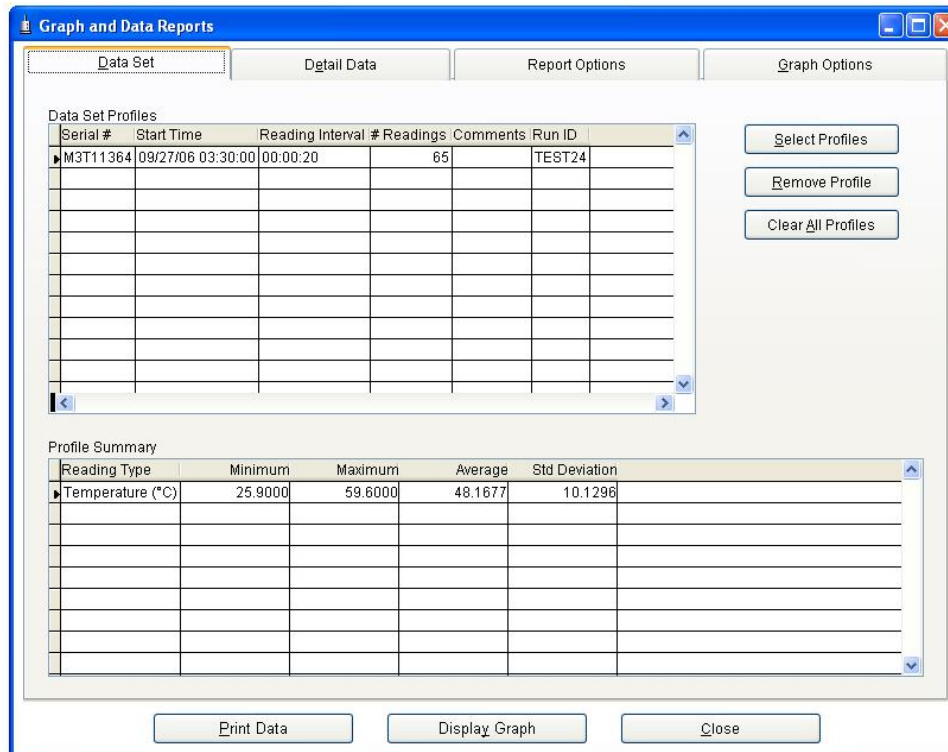 Graph and Data Reports
Data Set Detail Data Report Options Graph Options
Data Set Profiles
Serial # Start Time Reading Interval # Readings Comments Run ID
M3T11364 09/27/06 03:30:00 00:00:20 65 TEST24
Select Profiles
Remove Profile
Clear All Profiles
Profile Summary
Reading Type Minimum Maximum Average Std Deviation
Temperature (°C) 25.9000 59.6000 48.1677 10.1296
Print Data Display Graph Close